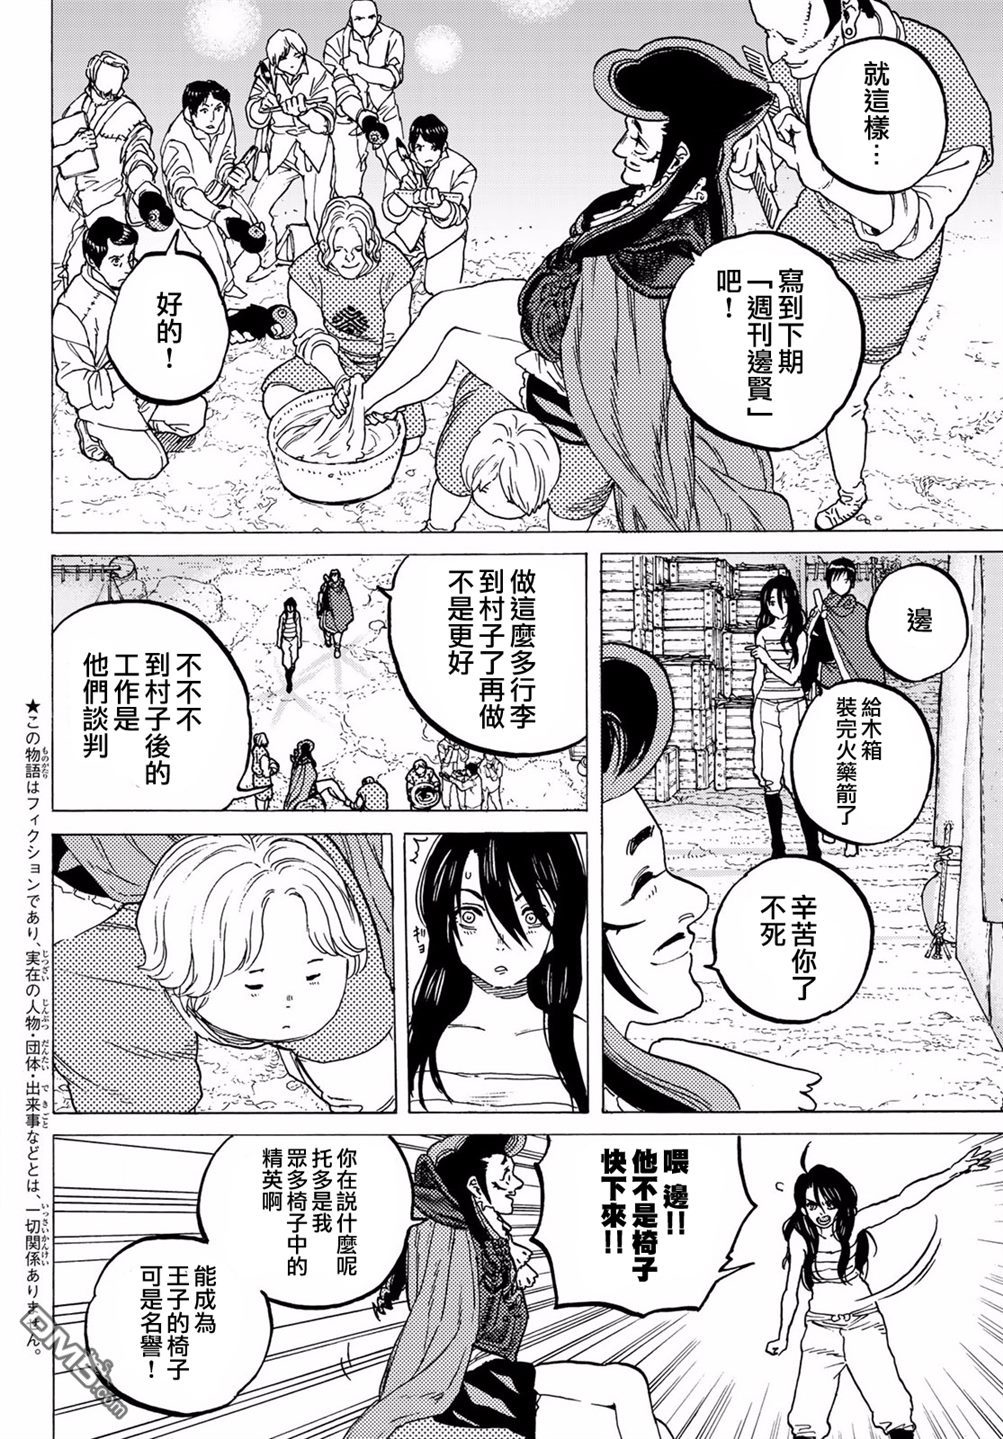 就這樣…
寫到下期
「週刊邊賢」
吧！
好的！
邊
給木箱
裝完火藥箭了
辛苦你了
不死
做這麼多行李
到村子了再做
不是更好
不不不
到村子後的
工作是
他們談判
ギョッ
喂 邊!!
他不是椅子
快下來!!
你在說什麼呢
托多是我
眾多椅子中的
精英啊
能成為
王子的椅子
可是名譽！
★この物語はフィクションであり、実在の人物・団体・出来事などとは、一切関係ありません。